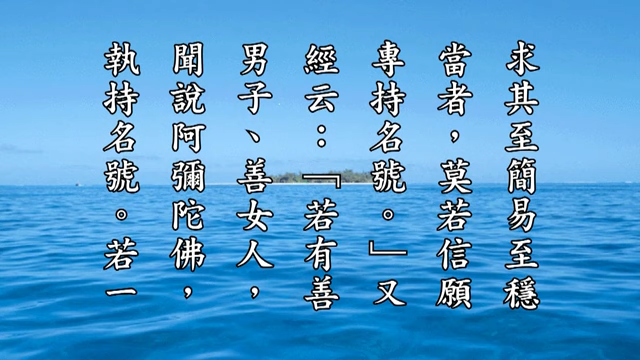 求其至簡易至穩
當者，莫若信願
專持名號。」又
經云：「若有善
男子、善女人，
聞說阿彌陀佛，
執持名號。若一